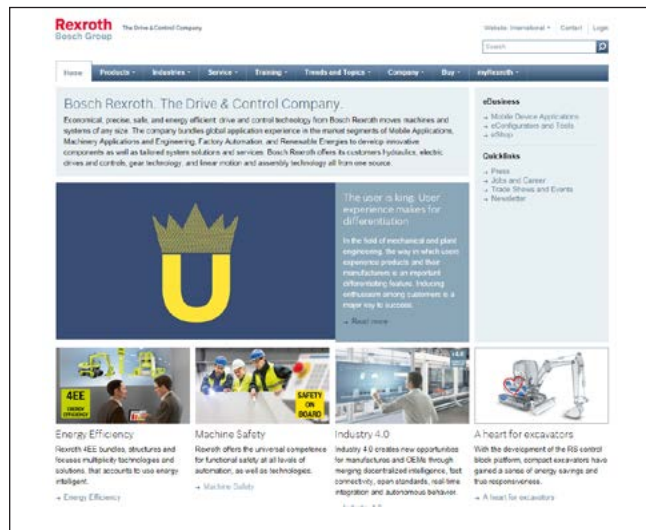 Rexroth
Bosch Group
The Drive & Control Company
Website: International
Contact
Login
Search
Home
Products
Industries
Service
Training
Trends and Topics
Company
Buy
myRexroth
Bosch Rexroth. The Drive & Control Company.
Economical, precise, safe, and energy efficient: drive and control technology from Bosch Rexroth moves machines and
systems of any size. The company bundles global application experience in the market segments of Mobile Applications,
Machinery Applications and Engineering, Factory Automation, and Renewable Energies to develop innovative
components as well as tailored system solutions and services. Bosch Rexroth offers its customers hydraulics, electric
drives and controls, gear technology, and linear motion and assembly technology all from one source.
eBusiness
→ Mobile Device Applications
→ eConfigurators and Tools
→ eShop
Quicklinks
→ Press
→ Jobs and Career
→ Trade Shows and Events
→ Newsletter
U
The user is king. User
experience makes for
differentiation
In the field of mechanical and plant
engineering, the way in which users
experience products and their
manufacturers is an important
differentiating feature. Inducing
enthusiasm among customers is a
major key to success.
→ Read more
4EE
ENERGY
EFFICIENCY
SAFETY
ON
BOARD
i4.0
Energy Efficiency
Rexroth 4EE bundles, structures and
focuses multiplicity technologies and
solutions, that accounts to use energy
intelligent.
→ Energy Efficiency
Machine Safety
Rexroth offers the universal competence
for functional safety at all levels of
automation, as well as technologies.
→ Machine Safety
Industry 4.0
Industry 4.0 creates new opportunities
for manufactures and OEMs through
merging decentralized intelligence, fast
connectivity, open standards, real-time
integration and autonomous behavior.
→ Industry 4.0
A heart for excavators
With the development of the RS control
block platform, compact excavators have
gained a sense of energy savings and
true responsiveness.
→ A heart for excavators